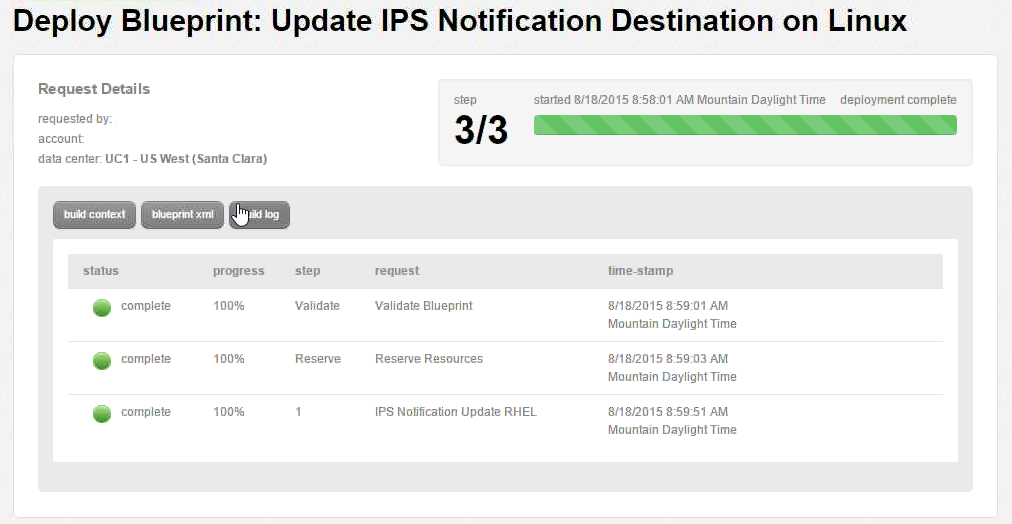 Deploy Blueprint: Update IPS Notification Destination on Linux
Request Details
requested by:
account:
data center: UC1 - US West (Santa Clara)
step
3/3
started 8/18/2015 8:58:01 AM Mountain Daylight Time
deployment complete
build context
blueprint xml
log
status progress step request time-stamp
complete 100% Validate Validate Blueprint 8/18/2015 8:59:01 AM
Mountain Daylight Time
complete 100% Reserve Reserve Resources 8/18/2015 8:59:03 AM
Mountain Daylight Time
complete 100% 1 IPS Notification Update RHEL 8/18/2015 8:59:51 AM
Mountain Daylight Time